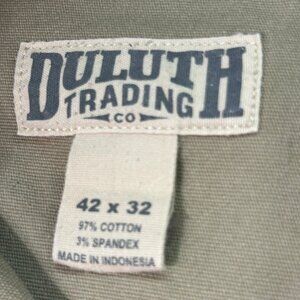 DULUTH
TRADING
CO
42 x 32
97% COTTON
3% SPANDEX
MADE IN INDONESIA